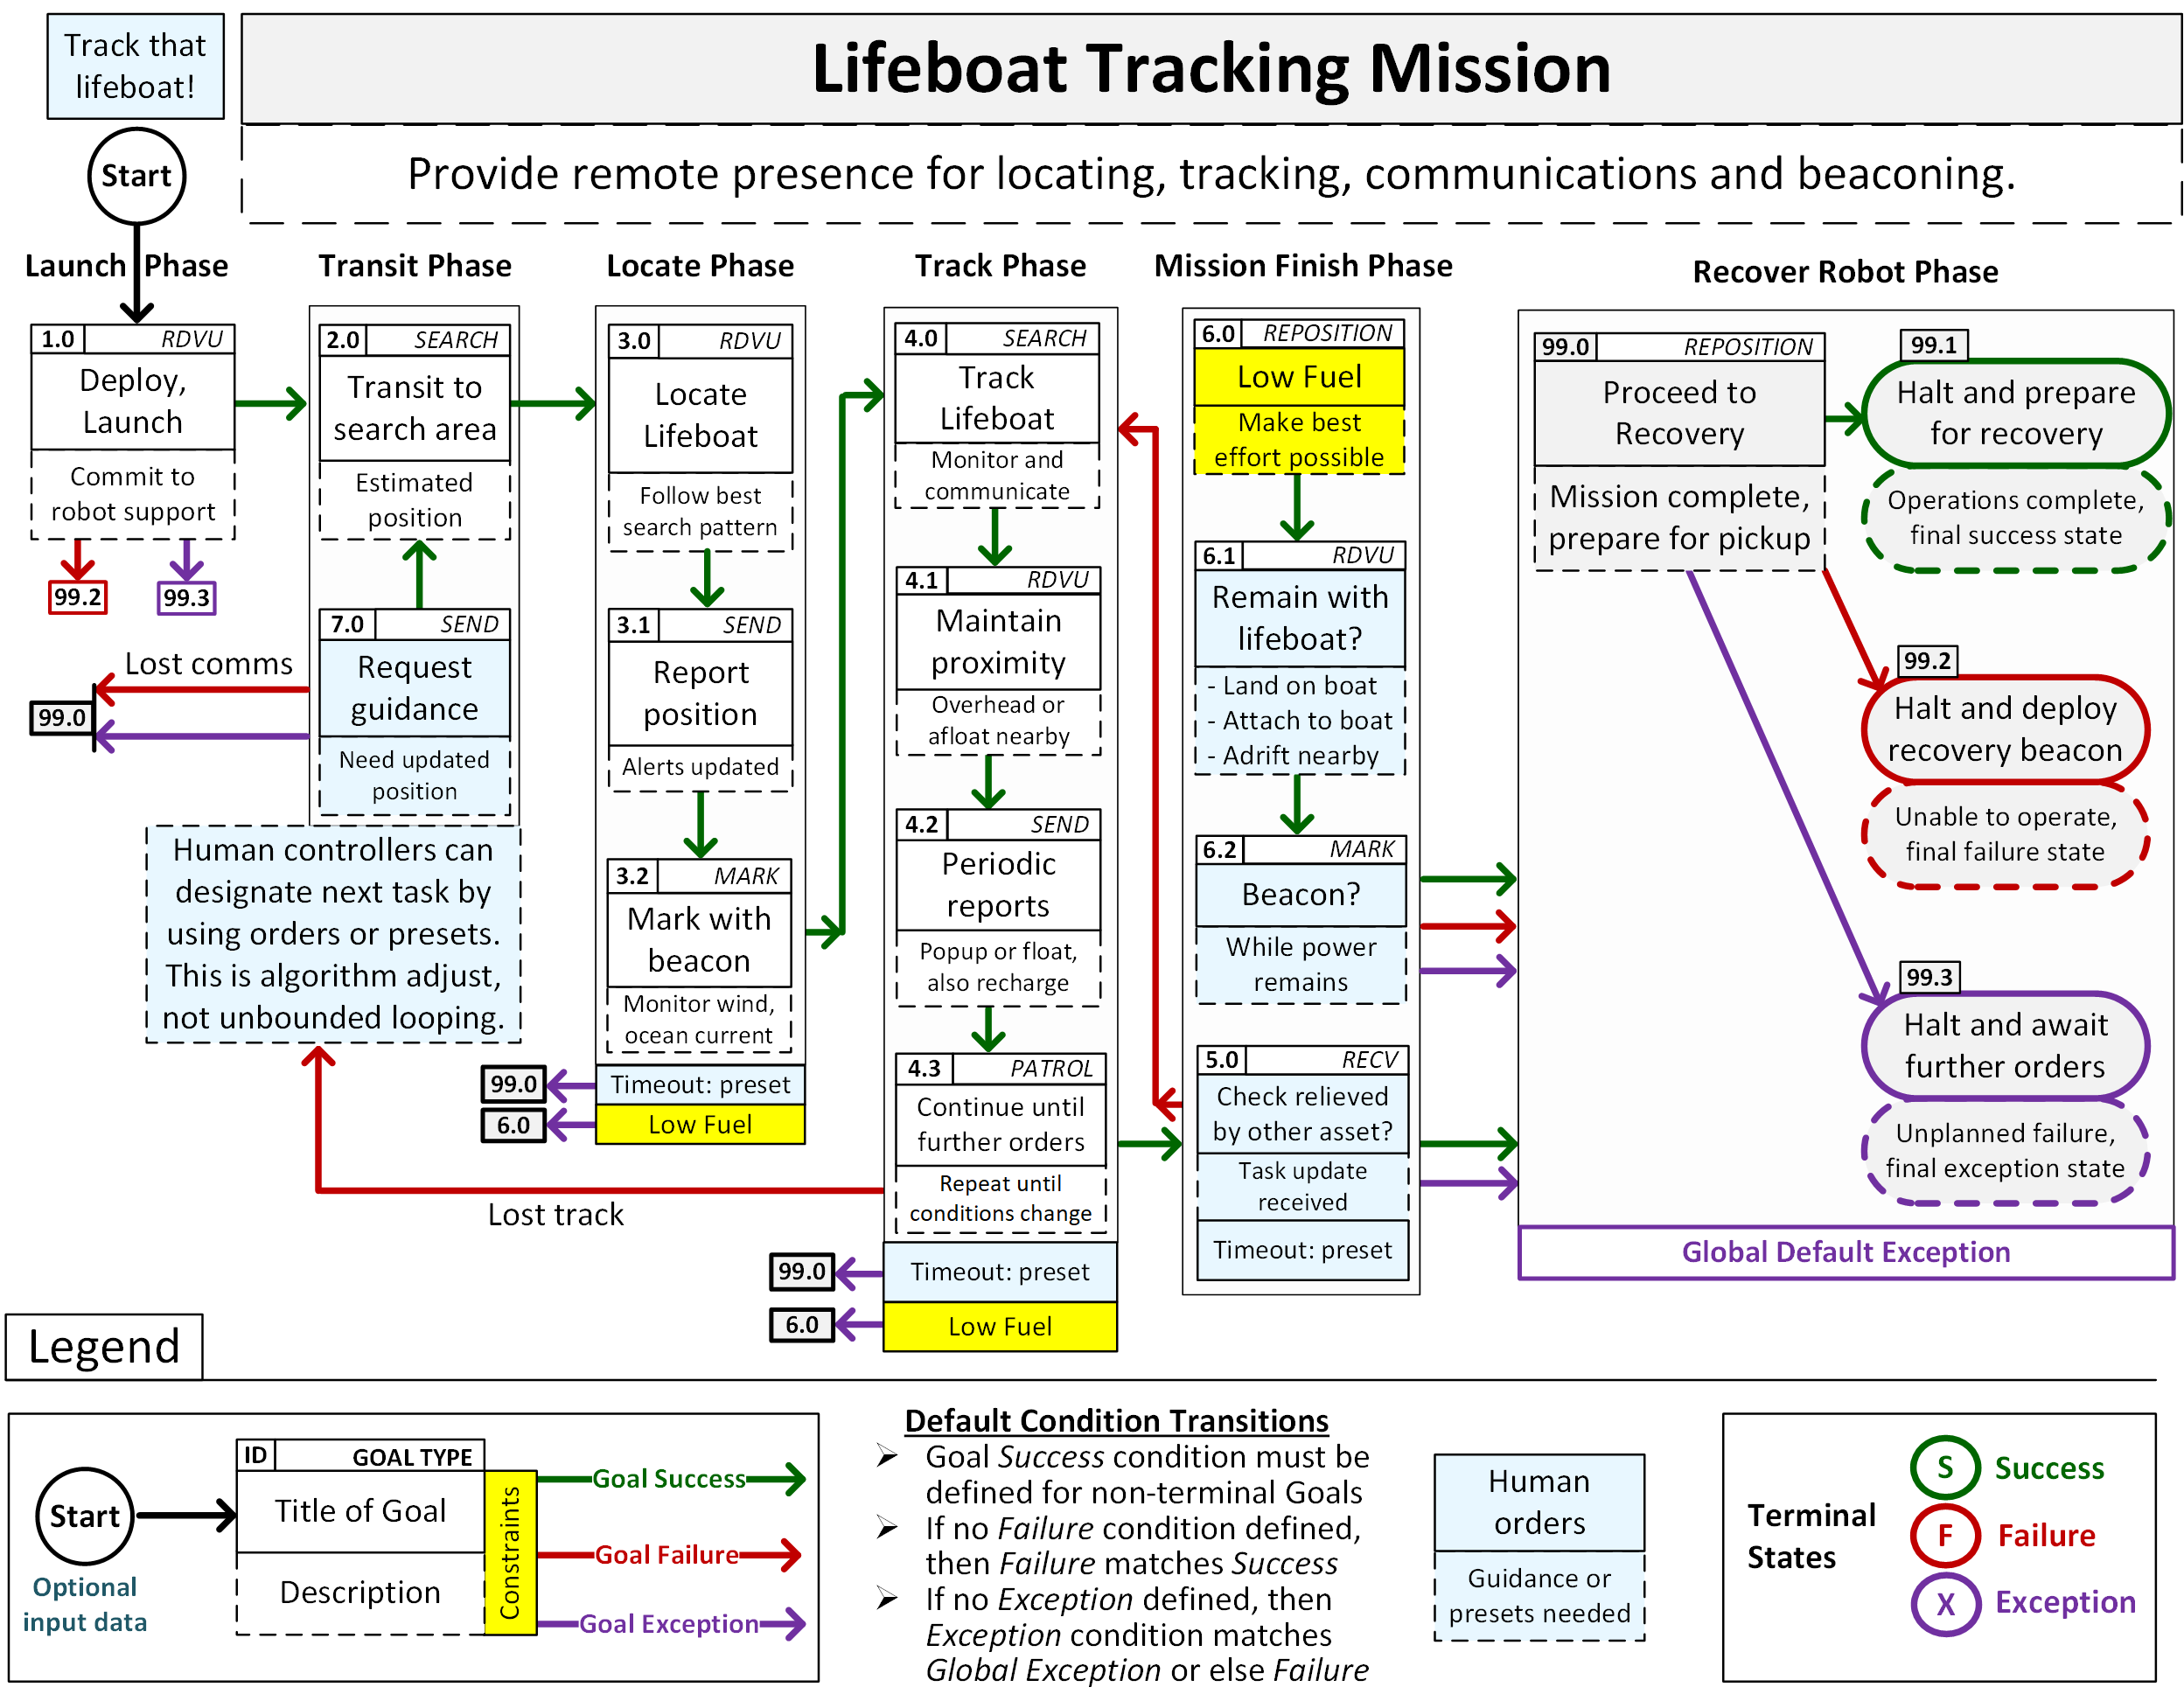 Track that
lifeboat!
Lifeboat Tracking Mission
Provide remote presence for locating, tracking, communications and beaconing.
Start
Launch Phase
1.0 RDVU
Deploy,
Launch
Commit to
robot support
99.2
99.3
Transit Phase
2.0 SEARCH
Transit to
search area
Estimated
position
7.0 SEND
Request
guidance
Need updated
position
Lost comms
99.0
Human controllers can
designate next task by
using orders or presets.
This is algorithm adjust,
not unbounded looping.
Locate Phase
3.0 RDVU
Locate
Lifeboat
Follow best
search pattern
3.1 SEND
Report
position
Alerts updated
3.2 MARK
Mark with
beacon
Monitor wind,
ocean current
99.0
Timeout: preset
6.0
Low Fuel
Lost track
Track Phase
4.0 SEARCH
Track
Lifeboat
Monitor and
communicate
4.1 RDVU
Maintain
proximity
Overhead or
afloat nearby
4.2 SEND
Periodic
reports
Popup or float,
also recharge
4.3 PATROL
Continue until
further orders
Repeat until
conditions change
99.0
Timeout: preset
6.0
Low Fuel
Mission Finish Phase
6.0 REPOSITION
Low Fuel
Make best
effort possible
6.1 RDVU
Remain with
lifeboat?
- Land on boat
- Attach to boat
- Adrift nearby
6.2 MARK
Beacon?
While power
remains
5.0 RECV
Check relieved
by other asset?
Task update
received
Timeout: preset
Recover Robot Phase
99.0 REPOSITION
Proceed to
Recovery
Mission complete,
prepare for pickup
99.1
Halt and prepare
for recovery
Operations complete,
final success state
99.2
Halt and deploy
recovery beacon
Unable to operate,
final failure state
99.3
Halt and await
further orders
Unplanned failure,
final exception state
Global Default Exception
Legend
Start
Optional
input data
ID GOAL TYPE
Title of Goal
Description
Constraints
Goal Success
Goal Failure
Goal Exception
Default Condition Transitions
➢ Goal Success condition must be
defined for non-terminal Goals
➢ If no Failure condition defined,
then Failure matches Success
➢ If no Exception defined, then
Exception condition matches
Global Exception or else Failure
Human
orders
Guidance or
presets needed
Terminal
States
S Success
F Failure
X Exception